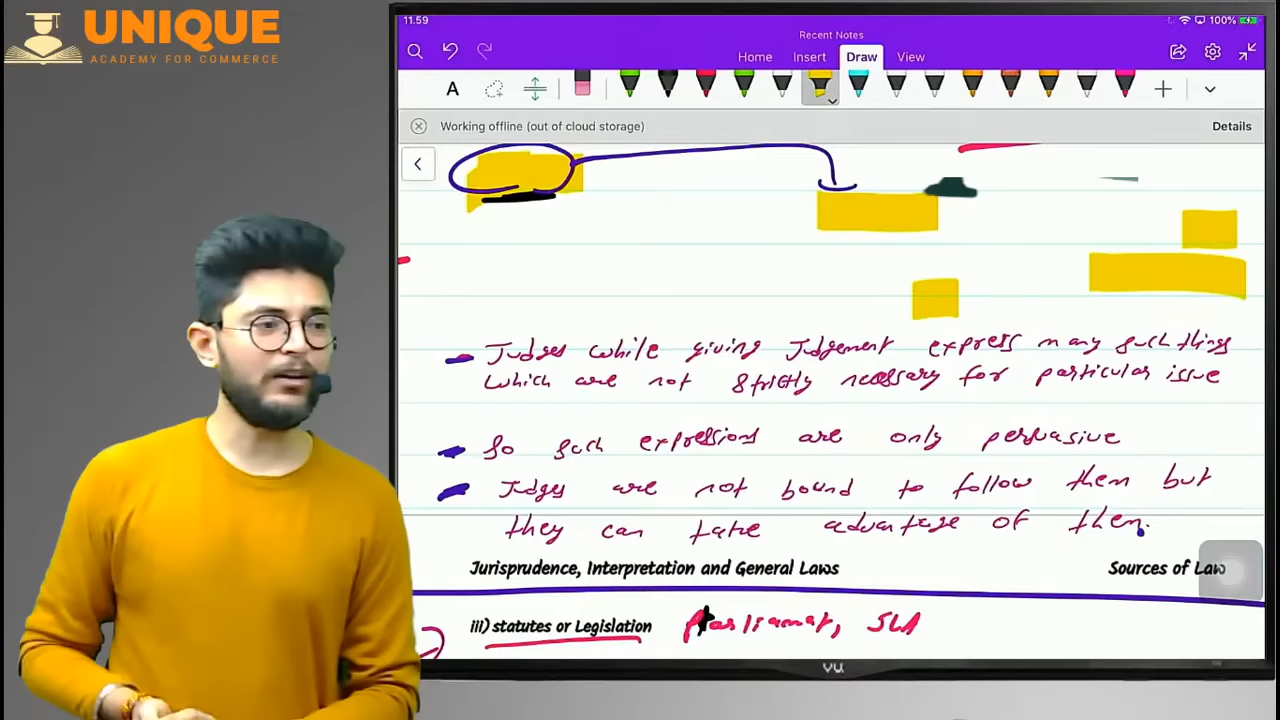 UNIQUE
ACADEMY FOR COMMERCE
11.59
100%
Recent Notes
Home Insert Draw View
A
Working offline (out of cloud storage)
Details
Judges while giving Judgement express many such things
which are not strictly necessary for particular issue
So such expressions are only persuasive
Judges are not bound to follow them but
they can take advantage of them.
Jurisprudence, Interpretation and General Laws
Sources of Law
iii) statutes or Legislation Parliamat, SLA
VU